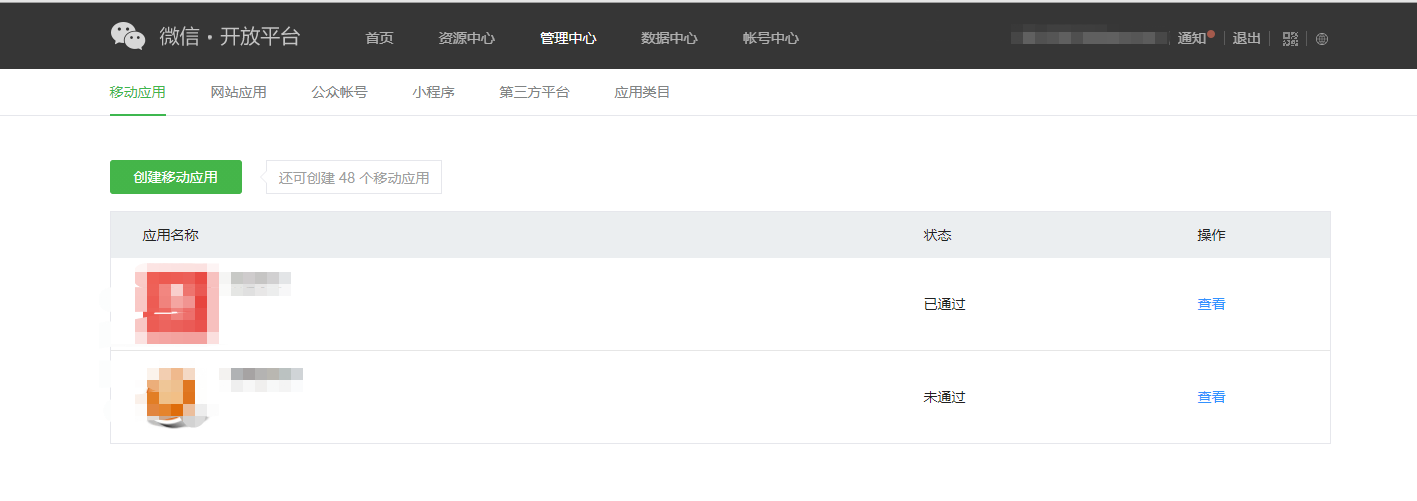 微信·开放平台 首页 资源中心 管理中心 数据中心 帐号中心 通知 退出
移动应用 网站应用 公众帐号 小程序 第三方平台 应用类目
创建移动应用 还可创建 48 个移动应用
应用名称 状态 操作
已通过 查看
未通过 查看